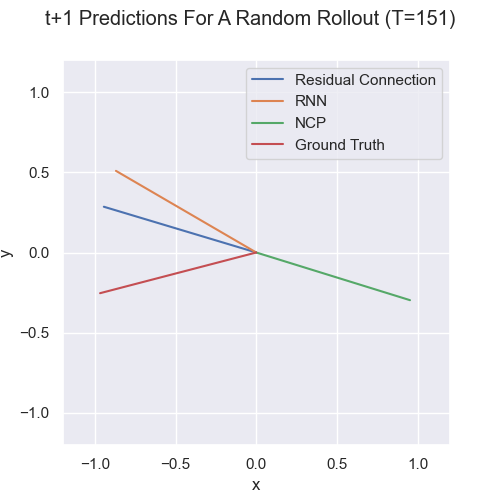 t+1 Predictions For A Random Rollout (T=151)
Residual Connection
RNN
NCP
Ground Truth
1.0
0.5
0.0
−0.5
−1.0
y
−1.0 −0.5 0.0 0.5 1.0
x